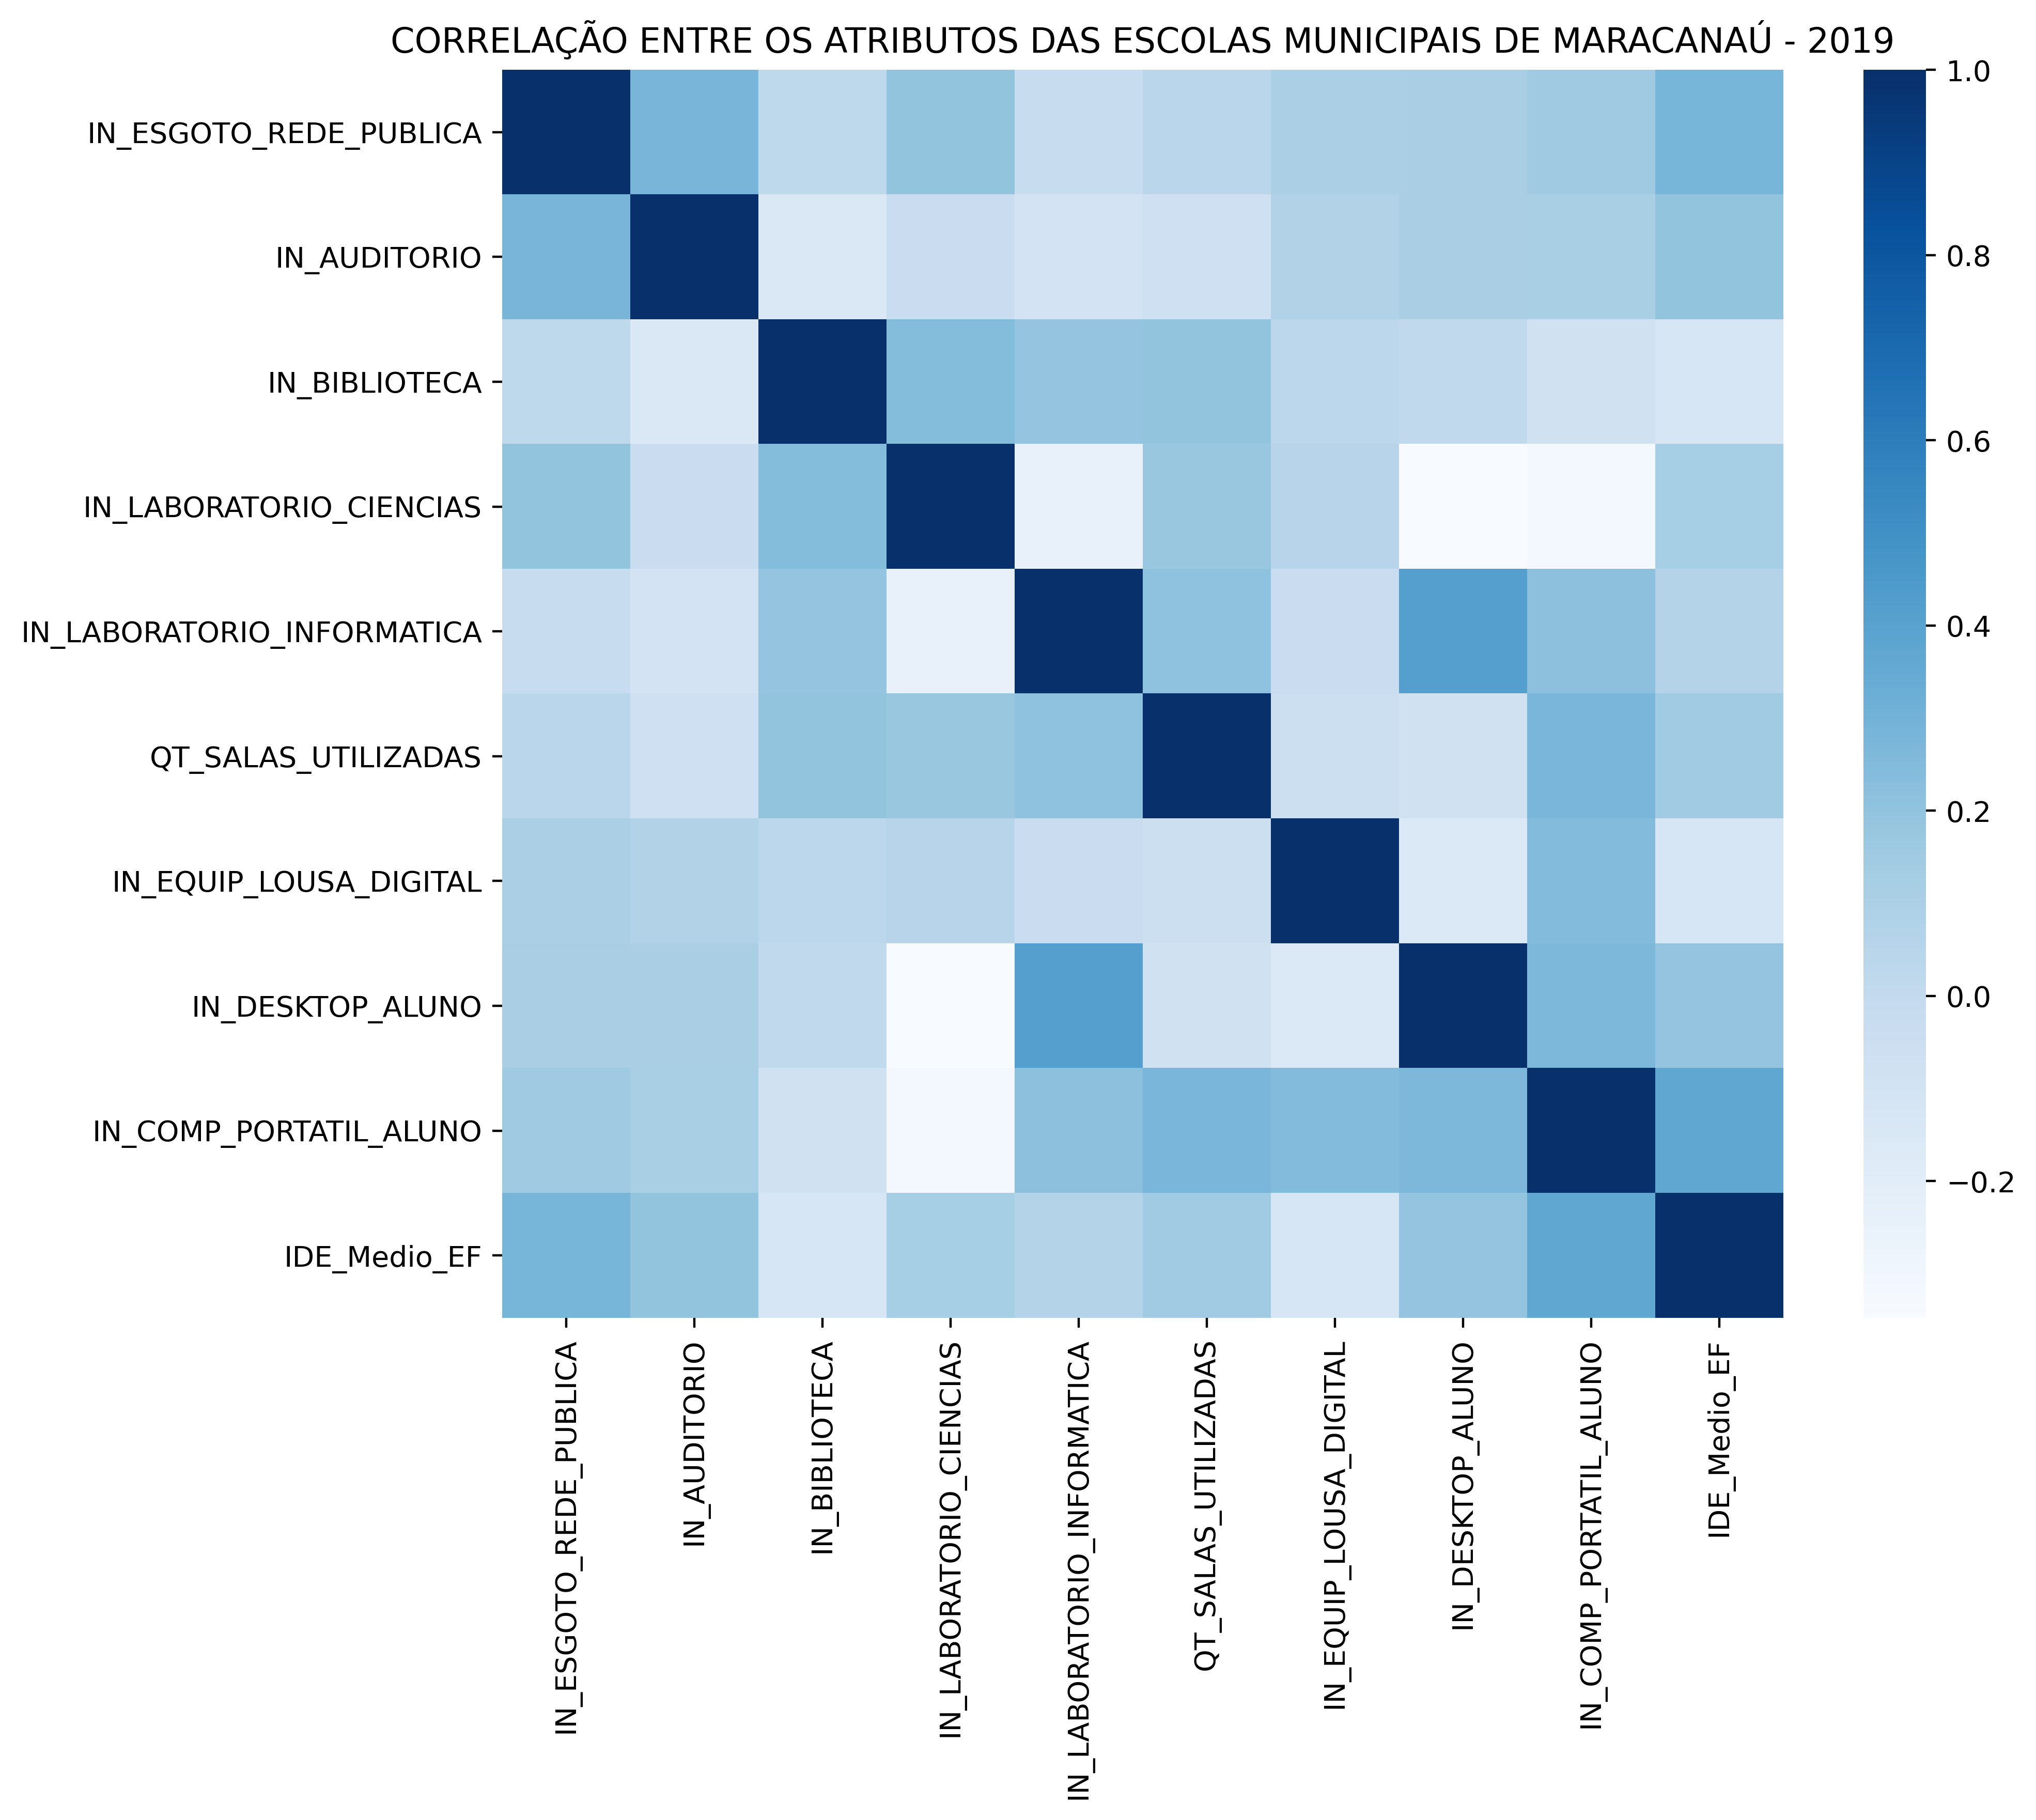 CORRELAÇÃO ENTRE OS ATRIBUTOS DAS ESCOLAS MUNICIPAIS DE MARACANAÚ - 2019
IN_ESGOTO_REDE_PUBLICA
IN_AUDITORIO
IN_BIBLIOTECA
IN_LABORATORIO_CIENCIAS
IN_LABORATORIO_INFORMATICA
QT_SALAS_UTILIZADAS
IN_EQUIP_LOUSA_DIGITAL
IN_DESKTOP_ALUNO
IN_COMP_PORTATIL_ALUNO
IDE_Medio_EF
IN_ESGOTO_REDE_PUBLICA
IN_AUDITORIO
IN_BIBLIOTECA
IN_LABORATORIO_CIENCIAS
IN_LABORATORIO_INFORMATICA
QT_SALAS_UTILIZADAS
IN_EQUIP_LOUSA_DIGITAL
IN_DESKTOP_ALUNO
IN_COMP_PORTATIL_ALUNO
IDE_Medio_EF
1.0
0.8
0.6
0.4
0.2
0.0
−0.2